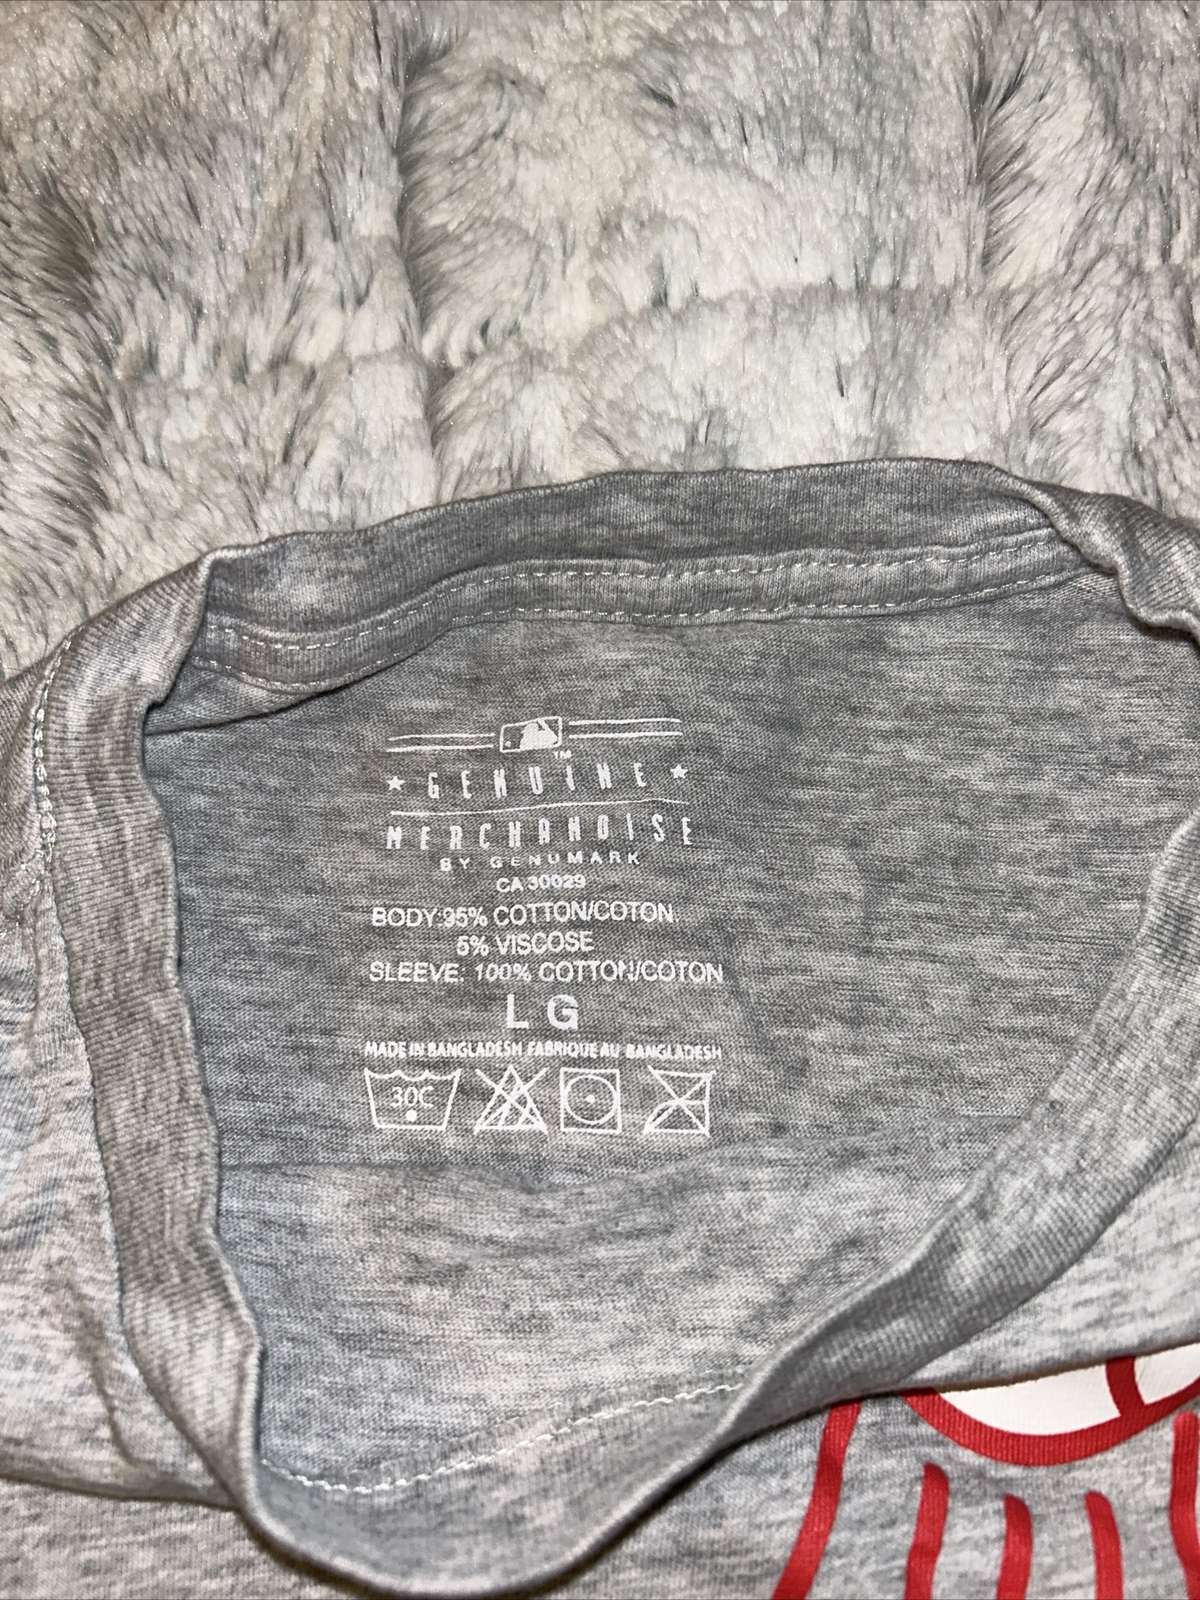 TM
GENUINE
MERCHANDISE
BY GENUMARK
CA 30029
BODY:95% COTTON/COTON
5% VISCOSE
SLEEVE: 100% COTTON/COTON
LG
MADE IN BANGLADESH FABRIQUE AU BANGLADESH
30C